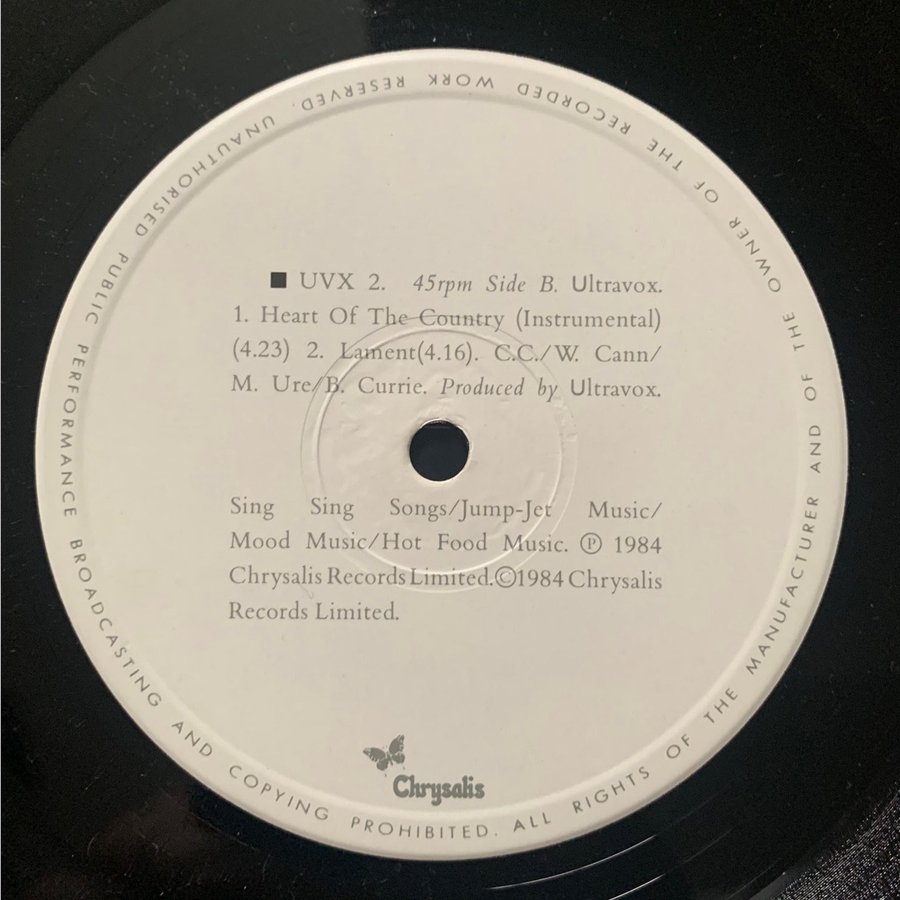 ■ UVX 2. 45rpm Side B. Ultravox.
1. Heart Of The Country (Instrumental)
(4.23) 2. Lament(4.16). C.C./W. Cann/
M. Ure/B. Currie. Produced by Ultravox.
Sing Sing Songs/Jump-Jet Music/
Mood Music/Hot Food Music. ℗ 1984
Chrysalis Records Limited.©1984 Chrysalis
Records Limited.
Chrysalis
ALL RIGHTS OF THE MANUFACTURER AND OF THE OWNER OF THE RECORDED WORK RESERVED. UNAUTHORISED PUBLIC PERFORMANCE BROADCASTING AND COPYING PROHIBITED.